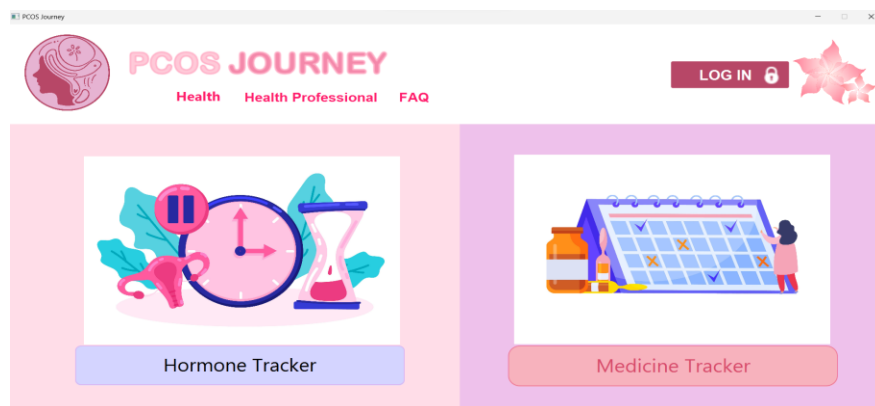 PCOS Journey
PCOS JOURNEY
LOG IN
Health Health Professional FAQ
Hormone Tracker
Medicine Tracker